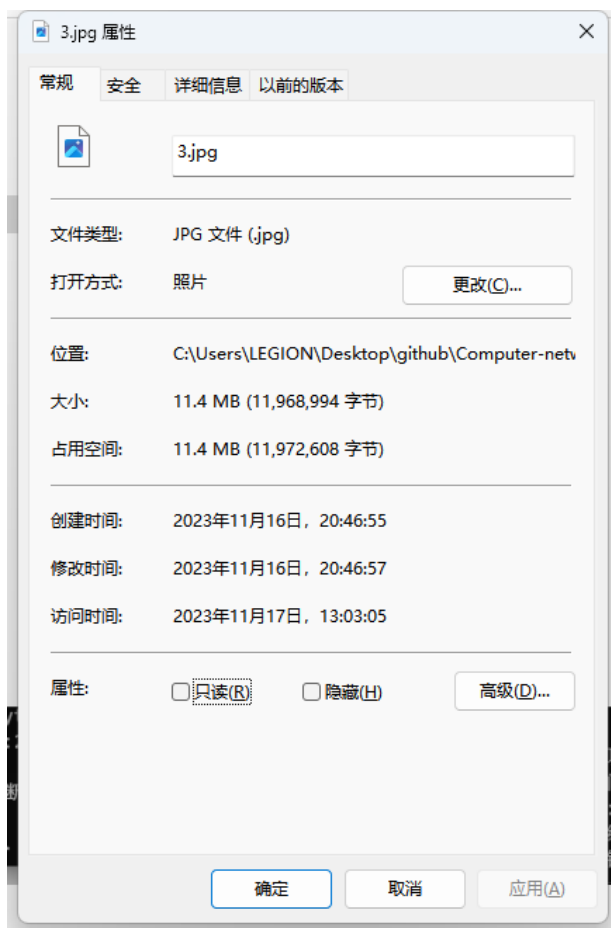 3.jpg 属性
常规 安全 详细信息 以前的版本
3.jpg
文件类型: JPG 文件 (.jpg)
打开方式: 照片 更改(C)...
位置: C:\Users\LEGION\Desktop\github\Computer-netw
大小: 11.4 MB (11,968,994 字节)
占用空间: 11.4 MB (11,972,608 字节)
创建时间: 2023年11月16日，20:46:55
修改时间: 2023年11月16日，20:46:57
访问时间: 2023年11月17日，13:03:05
属性: 只读(R) 隐藏(H) 高级(D)...
确定 取消 应用(A)